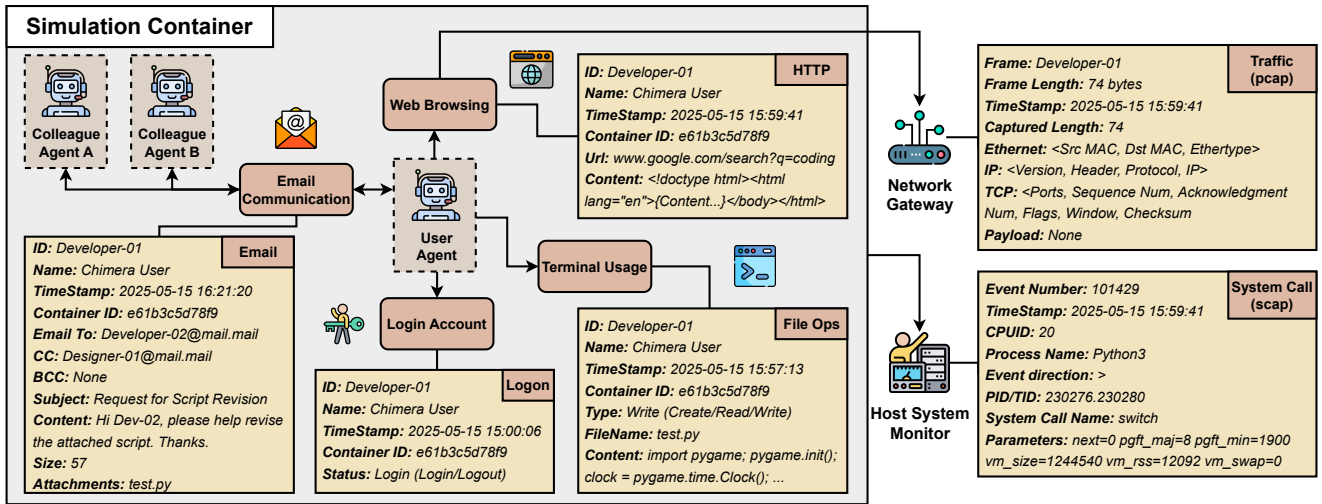 Simulation Container
Colleague
Agent A
Colleague
Agent B
@
Email
Communication
Web Browsing
User
Agent
Login Account
Terminal Usage
Email
ID: Developer-01
Name: Chimera User
TimeStamp: 2025-05-15 16:21:20
Container ID: e61b3c5d78f9
Email To: Developer-02@mail.mail
CC: Designer-01@mail.mail
BCC: None
Subject: Request for Script Revision
Content: Hi Dev-02, please help revise
the attached script. Thanks.
Size: 57
Attachments: test.py
Logon
ID: Developer-01
Name: Chimera User
TimeStamp: 2025-05-15 15:00:06
Container ID: e61b3c5d78f9
Status: Login (Login/Logout)
HTTP
ID: Developer-01
Name: Chimera User
TimeStamp: 2025-05-15 15:59:41
Container ID: e61b3c5d78f9
Url: www.google.com/search?q=coding
Content: <!doctype html><html
lang="en">{Content...}</body></html>
File Ops
ID: Developer-01
Name: Chimera User
TimeStamp: 2025-05-15 15:57:13
Container ID: e61b3c5d78f9
Type: Write (Create/Read/Write)
FileName: test.py
Content: import pygame; pygame.init();
clock = pygame.time.Clock(); ...
Network
Gateway
Host System
Monitor
Traffic
(pcap)
Frame: Developer-01
Frame Length: 74 bytes
TimeStamp: 2025-05-15 15:59:41
Captured Length: 74
Ethernet: <Src MAC, Dst MAC, Ethertype>
IP: <Version, Header, Protocol, IP>
TCP: <Ports, Sequence Num, Acknowledgment
Num, Flags, Window, Checksum
Payload: None
System Call
(scap)
Event Number: 101429
TimeStamp: 2025-05-15 15:59:41
CPUID: 20
Process Name: Python3
Event direction: >
PID/TID: 230276.230280
System Call Name: switch
Parameters: next=0 pgft_maj=8 pgft_min=1900
vm_size=1244540 vm_rss=12092 vm_swap=0